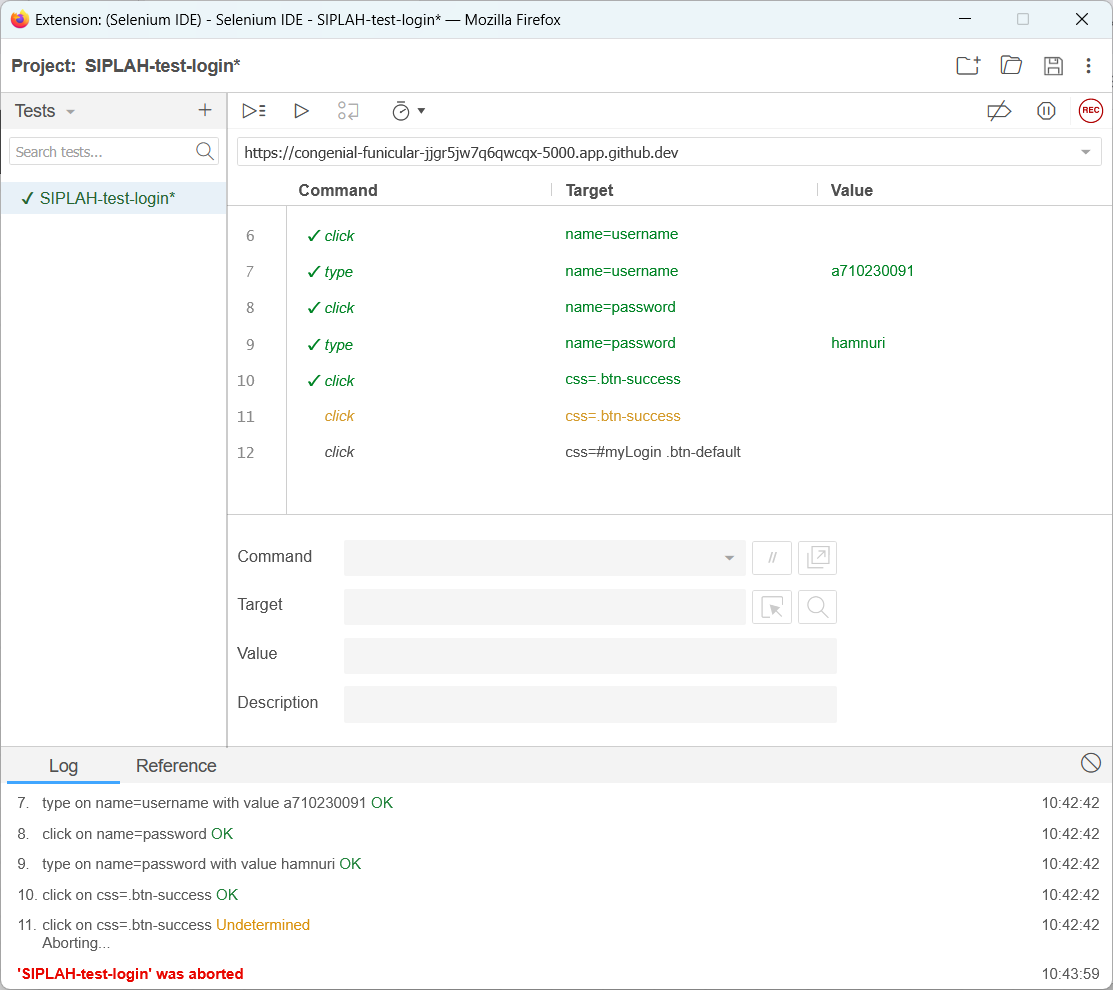 Extension: (Selenium IDE) - Selenium IDE - SIPLAH-test-login* — Mozilla Firefox
Project: SIPLAH-test-login*
Tests
Search tests...
✓ SIPLAH-test-login*
REC
https://congenial-funicular-jjgr5jw7q6qwcqx-5000.app.github.dev
Command Target Value
6 ✓ click name=username
7 ✓ type name=username a710230091
8 ✓ click name=password
9 ✓ type name=password hamnuri
10 ✓ click css=.btn-success
11 click css=.btn-success
12 click css=#myLogin .btn-default
Command //
Target
Value
Description
Log Reference
7. type on name=username with value a710230091 OK 10:42:42
8. click on name=password OK 10:42:42
9. type on name=password with value hamnuri OK 10:42:42
10. click on css=.btn-success OK 10:42:42
11. click on css=.btn-success Undetermined 10:42:42
Aborting...
'SIPLAH-test-login' was aborted 10:43:59